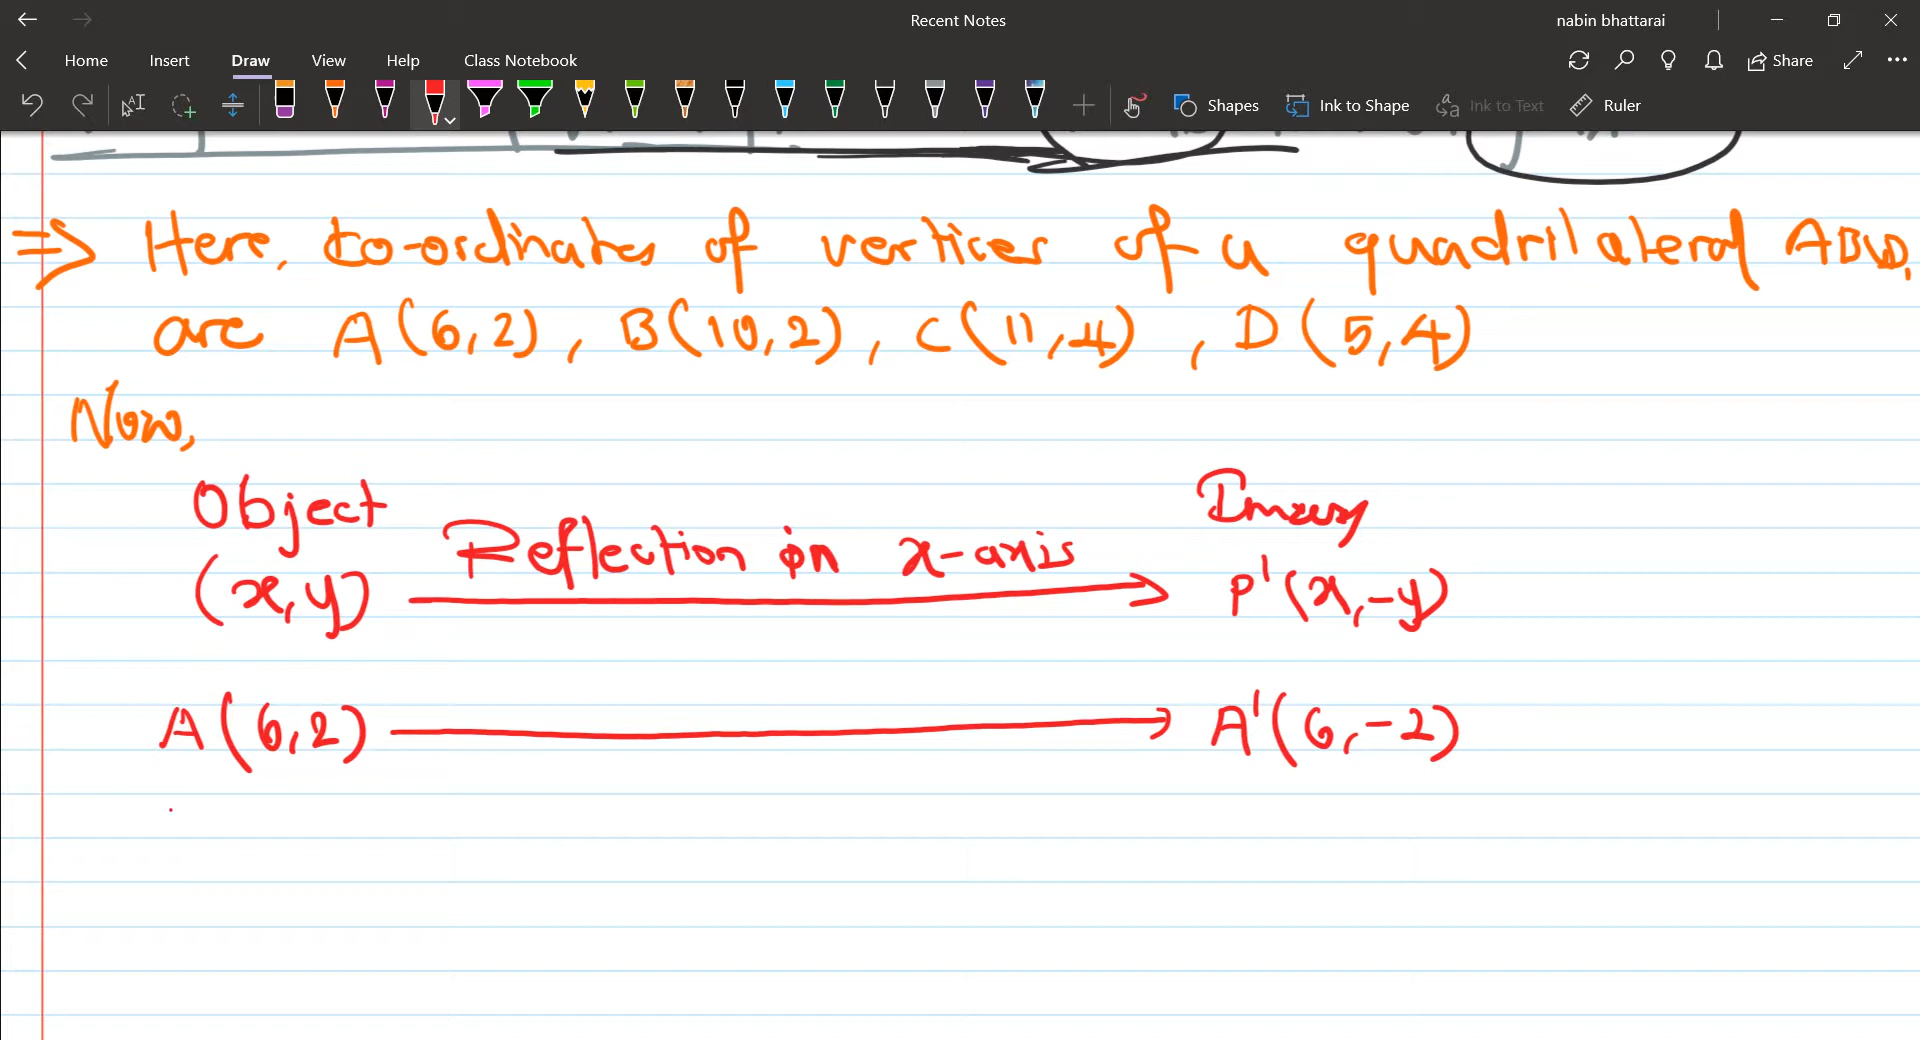 Recent Notes
nabin bhattarai
Home Insert Draw View Help Class Notebook
Share
Shapes Ink to Shape Ink to Text Ruler
⇒ Here, co-ordinates of vertices of a quadrilateral ABCD,
are A(6,2), B(10,2), C(11,4), D(5,4)
Now,
Object Image
(x,y) Reflection in x-axis P'(x,-y)
A(6,2) → A'(6,-2)